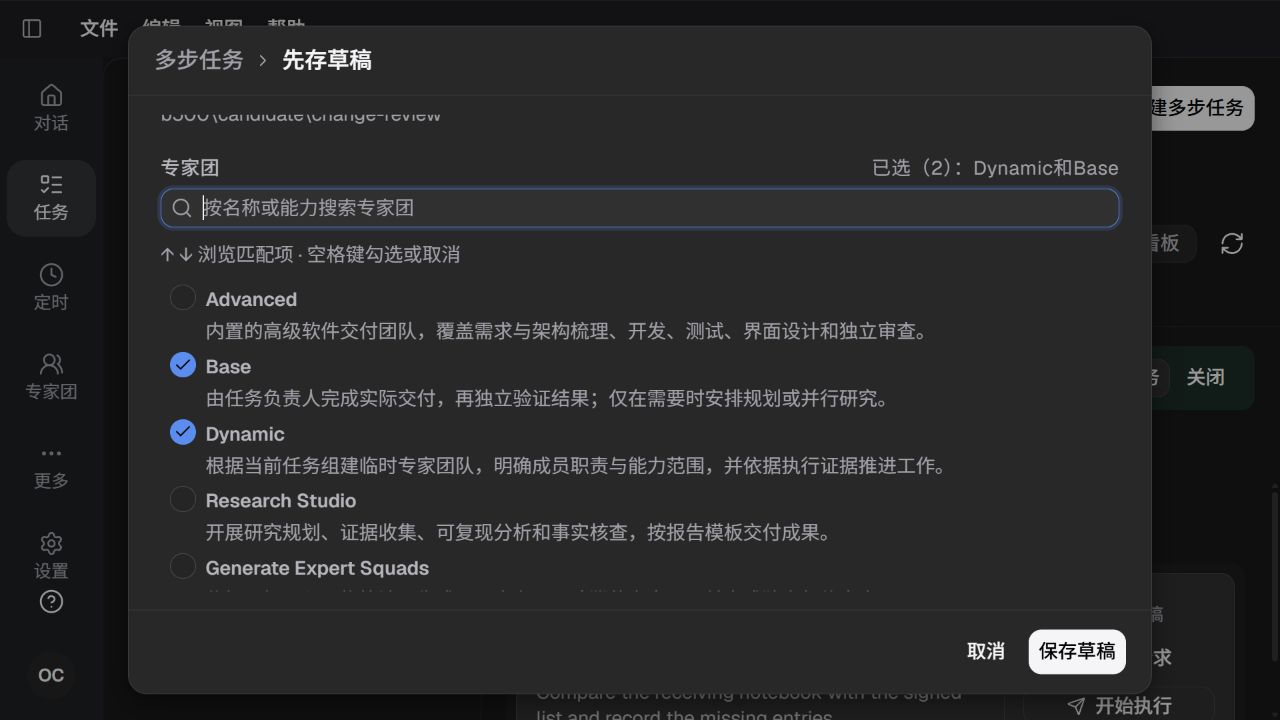 文件 编辑 视图 帮助
对话
任务
定时
专家团
更多
设置
OC
多步任务 > 先存草稿
b500\candidate\change-review
专家团
已选（2）：Dynamic和Base
按名称或能力搜索专家团
↑↓ 浏览匹配项 · 空格键勾选或取消
Advanced
内置的高级软件交付团队，覆盖需求与架构梳理、开发、测试、界面设计和独立审查。
Base
由任务负责人完成实际交付，再独立验证结果；仅在需要时安排规划或并行研究。
Dynamic
根据当前任务组建临时专家团队，明确成员职责与能力范围，并依据执行证据推进工作。
Research Studio
开展研究规划、证据收集、可复现分析和事实核查，按报告模板交付成果。
Generate Expert Squads
取消
保存草稿
建多步任务
看板
务
关闭
稿
求
Compare the receiving notebook with the signed
list and record the missing entries.
开始执行